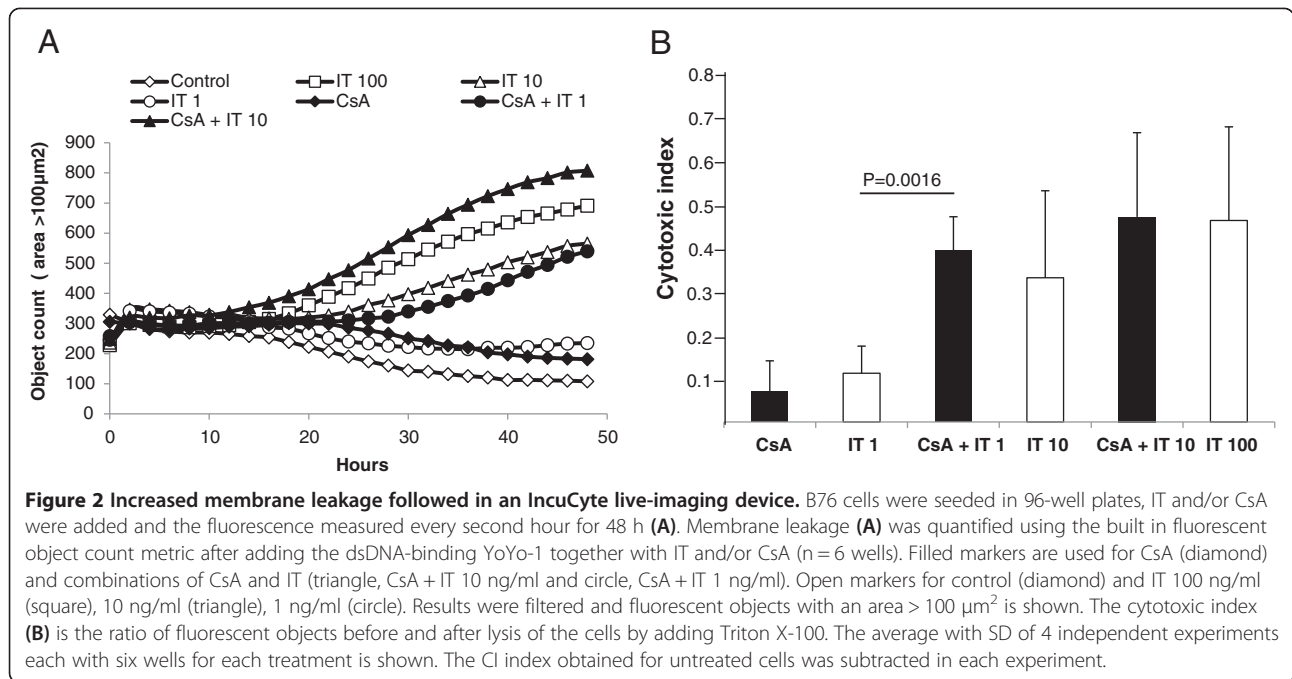 A
B
Control
IT 100
IT 10
IT 1
CsA
CsA + IT 1
CsA + IT 10
900
800
700
600
500
400
300
200
100
0
Object count ( area >100µm2)
0 10 20 30 40 50
Hours
0.8
0.7
0.6
0.5
0.4
0.3
0.2
0.1
Cytotoxic index
P=0.0016
CsA IT 1 CsA + IT 1 IT 10 CsA + IT 10 IT 100
Figure 2 Increased membrane leakage followed in an IncuCyte live-imaging device. B76 cells were seeded in 96-well plates, IT and/or CsA
were added and the fluorescence measured every second hour for 48 h (A). Membrane leakage (A) was quantified using the built in fluorescent
object count metric after adding the dsDNA-binding YoYo-1 together with IT and/or CsA (n = 6 wells). Filled markers are used for CsA (diamond)
and combinations of CsA and IT (triangle, CsA + IT 10 ng/ml and circle, CsA + IT 1 ng/ml). Open markers for control (diamond) and IT 100 ng/ml
(square), 10 ng/ml (triangle), 1 ng/ml (circle). Results were filtered and fluorescent objects with an area > 100 µm² is shown. The cytotoxic index
(B) is the ratio of fluorescent objects before and after lysis of the cells by adding Triton X-100. The average with SD of 4 independent experiments
each with six wells for each treatment is shown. The CI index obtained for untreated cells was subtracted in each experiment.